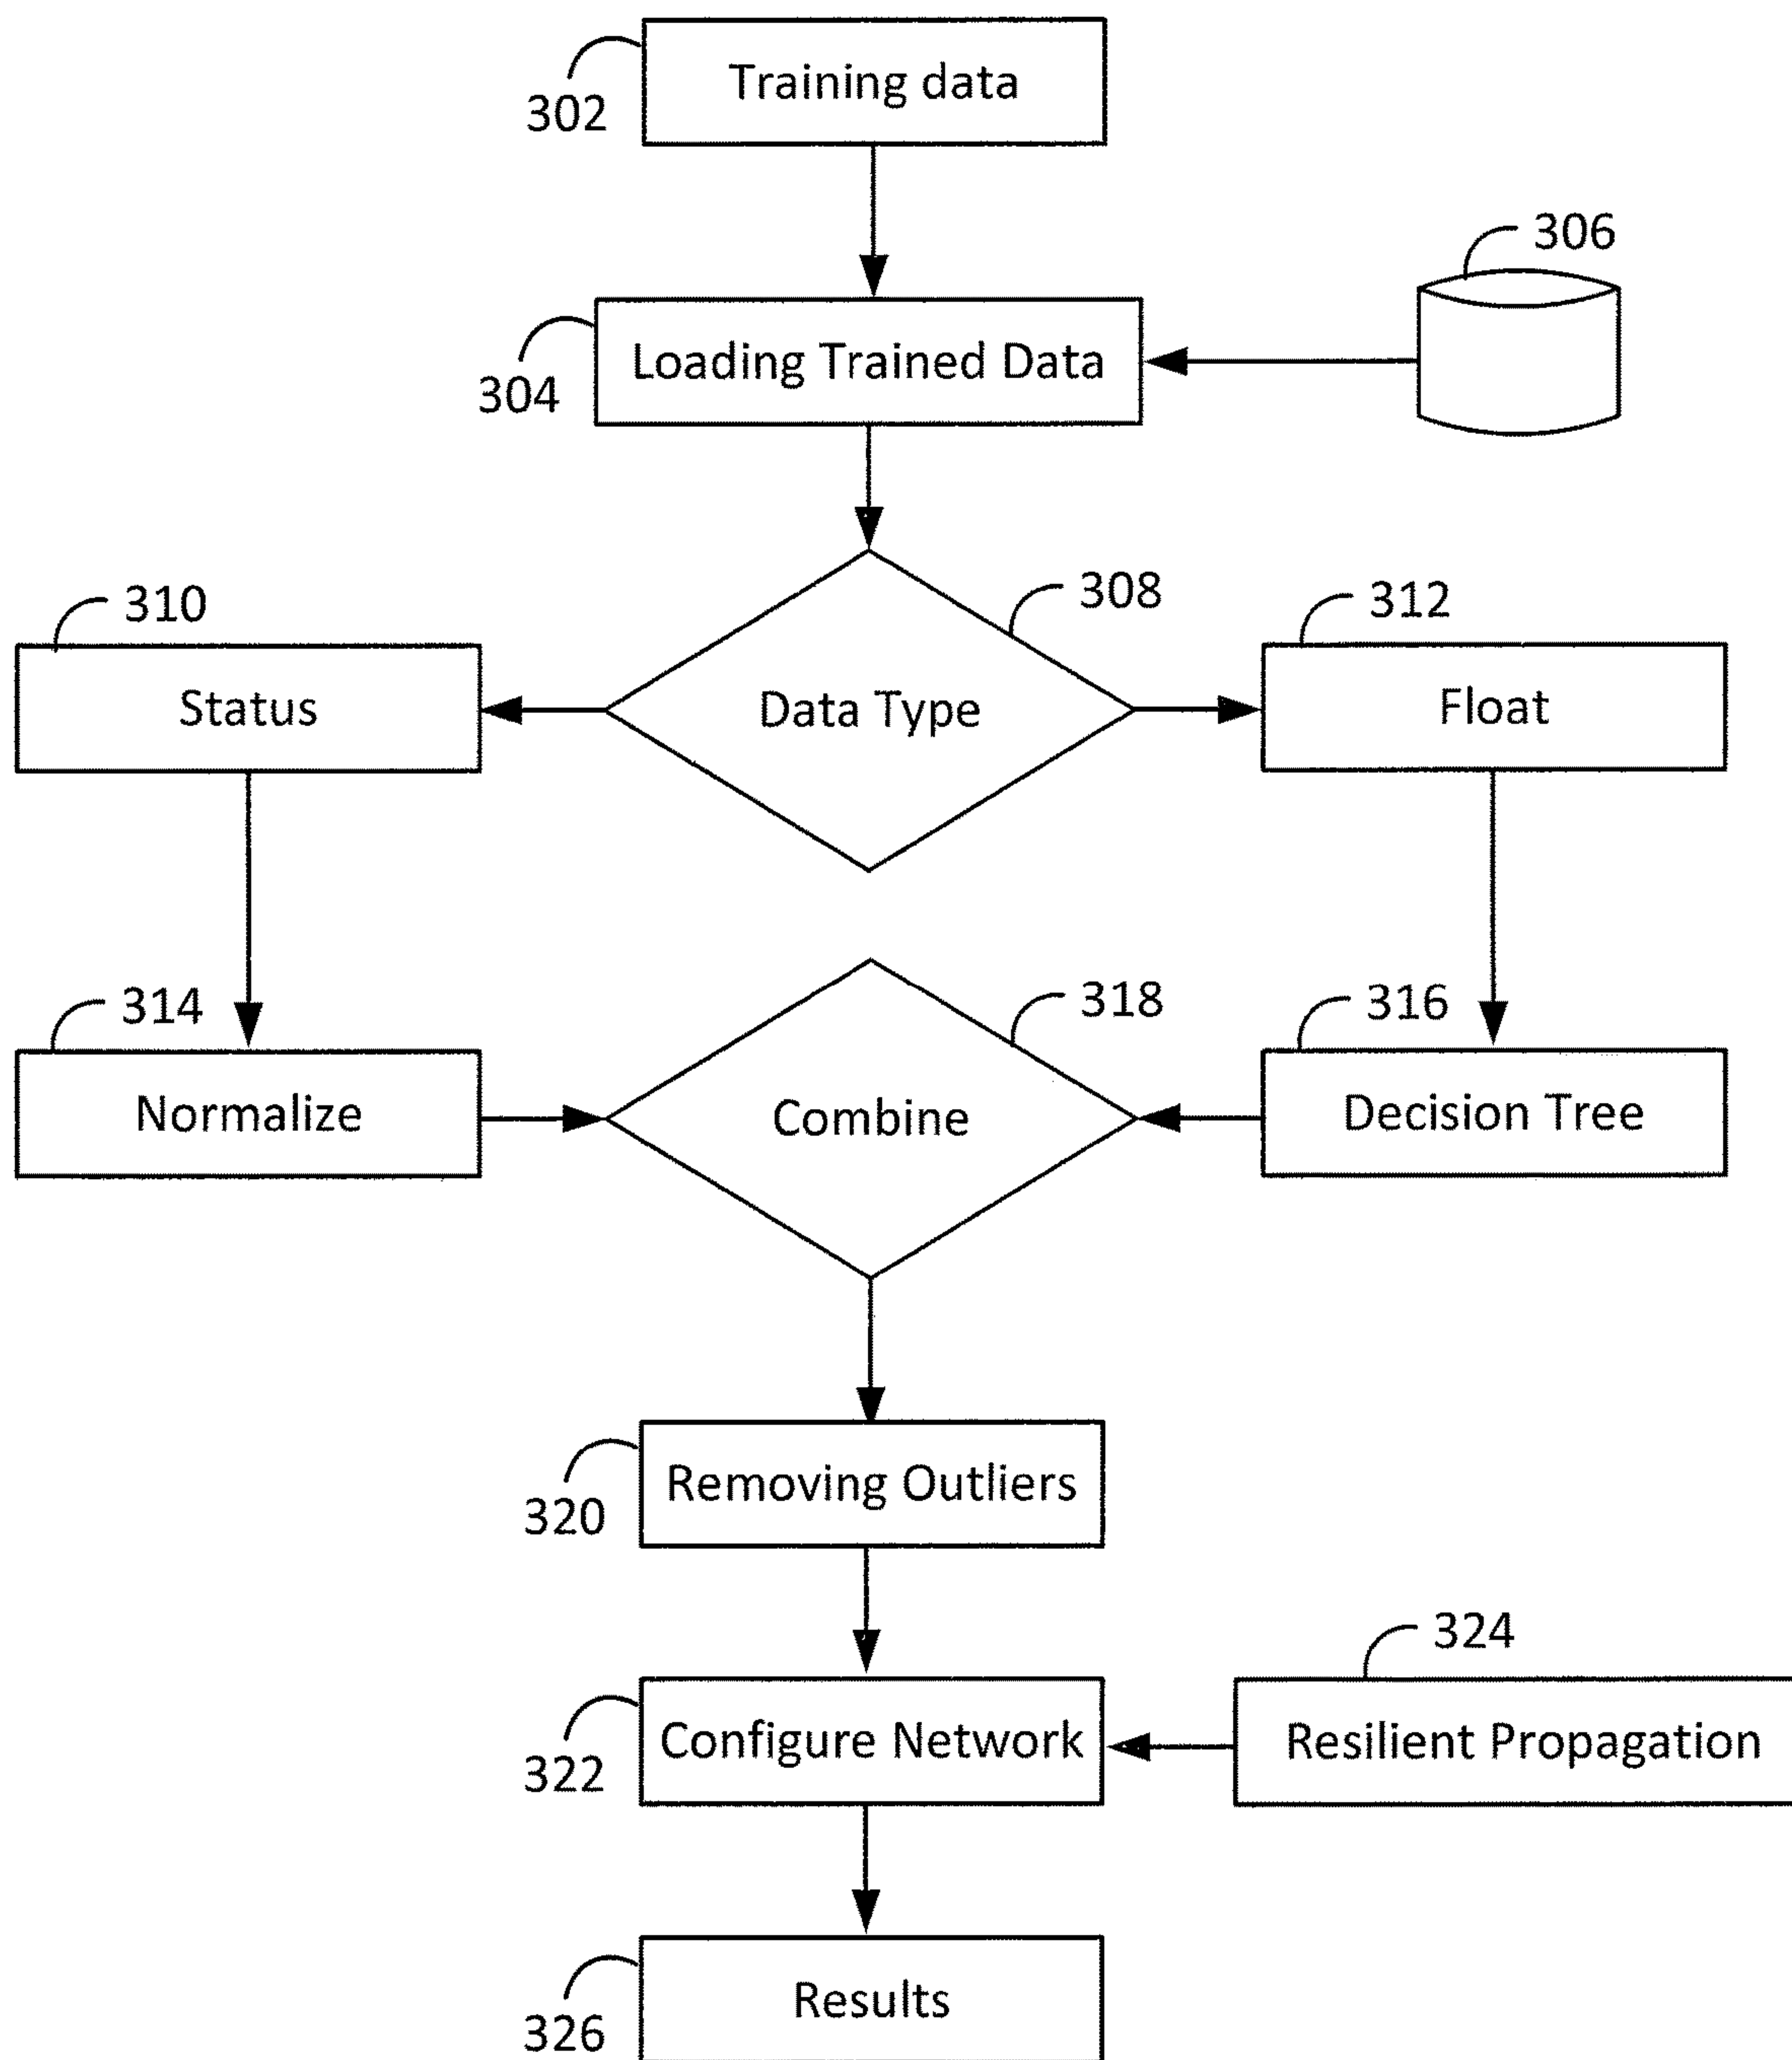 Training data
302
306
Loading Trained Data
304
308
310
312
Status
Data Type
Float
314
318
316
Normalize
Combine
Decision Tree
Removing Outliers
320
324
Configure Network
Resilient Propagation
322
Results
326